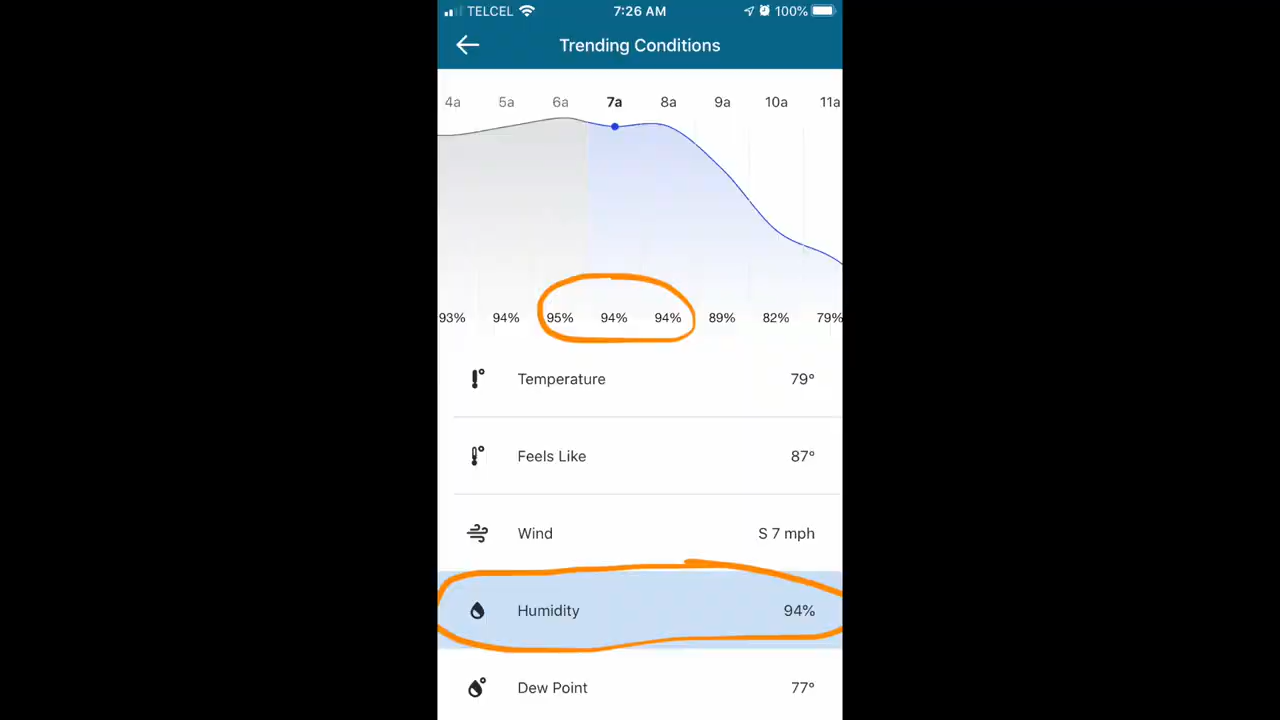 TELCEL 7:26 AM 100%
Trending Conditions
4a 5a 6a 7a 8a 9a 10a 11a
93% 94% 95% 94% 94% 89% 82% 79%
Temperature 79°
Feels Like 87°
Wind S 7 mph
Humidity 94%
Dew Point 77°